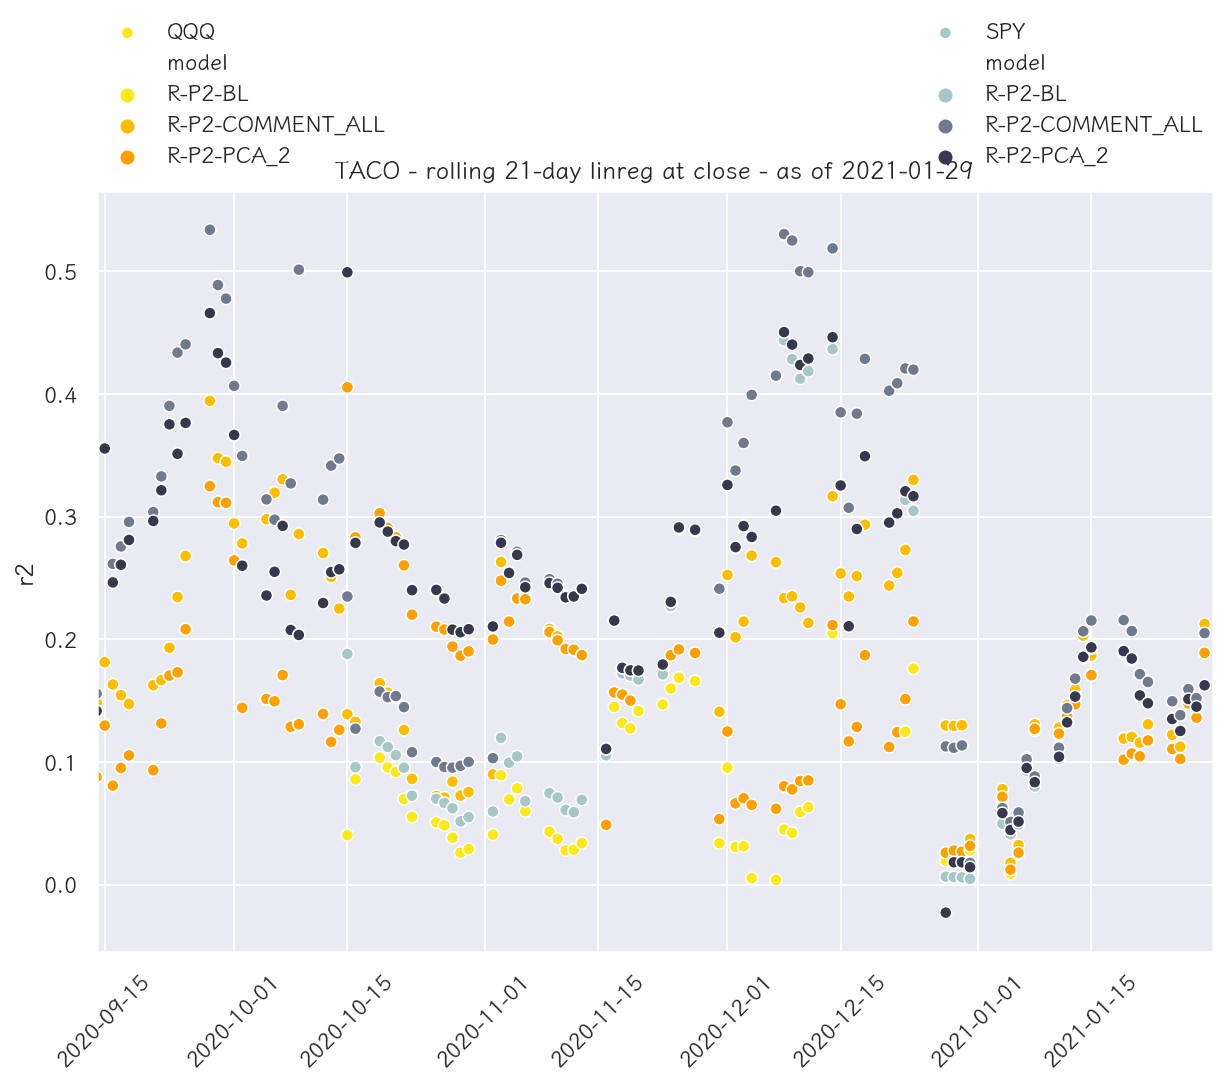 QQQ
model
R-P2-BL
R-P2-COMMENT_ALL
R-P2-PCA_2
SPY
model
R-P2-BL
R-P2-COMMENT_ALL
R-P2-PCA_2
TACO - rolling 21-day linreg at close - as of 2021-01-29
r2
0.5
0.4
0.3
0.2
0.1
0.0
2020-09-15
2020-10-01
2020-10-15
2020-11-01
2020-11-15
2020-12-01
2020-12-15
2021-01-01
2021-01-15